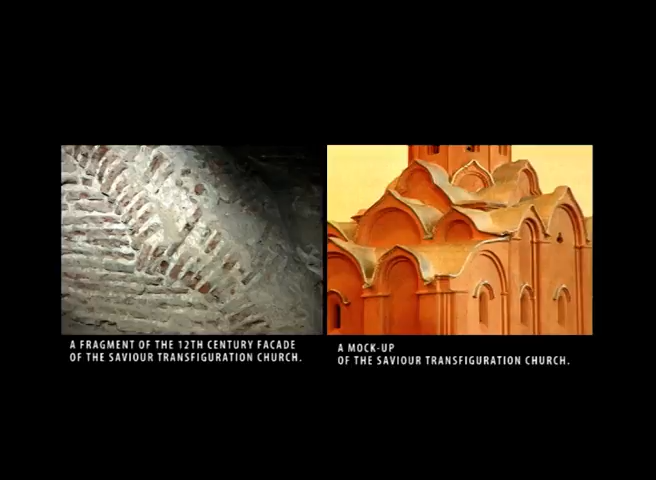 A FRAGMENT OF THE 12TH CENTURY FACADE
OF THE SAVIOUR TRANSFIGURATION CHURCH.
A MOCK-UP
OF THE SAVIOUR TRANSFIGURATION CHURCH.